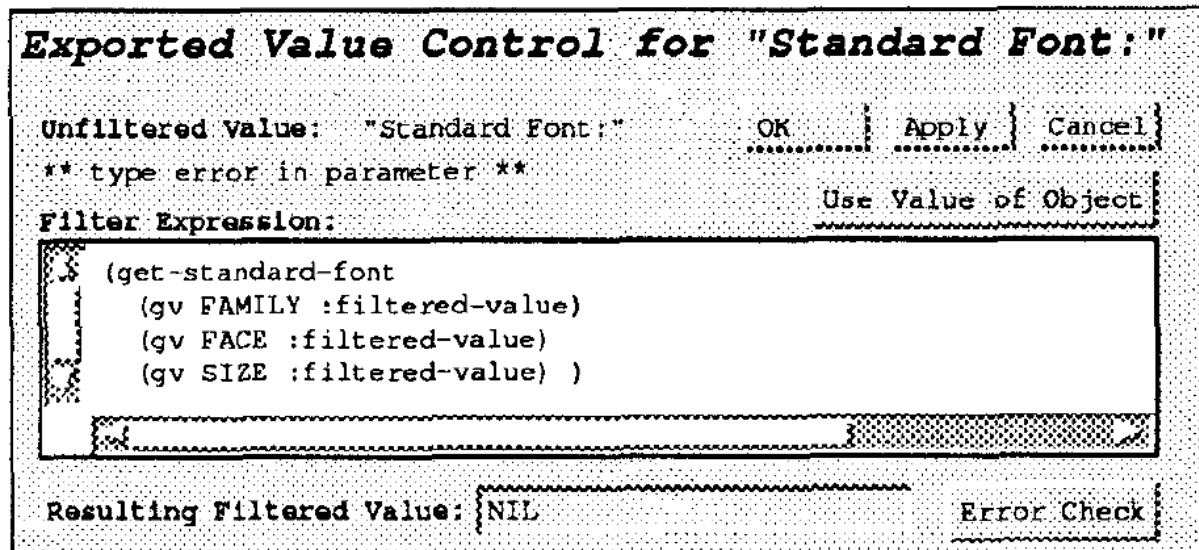 Exported Value Control for "Standard Font:"
Unfiltered Value: "Standard Font:" OK Apply Cancel
** type error in parameter **
Use Value of Object
Filter Expression:
(get-standard-font
(gv FAMILY :filtered-value)
(gv FACE :filtered-value)
(gv SIZE :filtered-value) )
Resulting Filtered Value: NIL Error Check